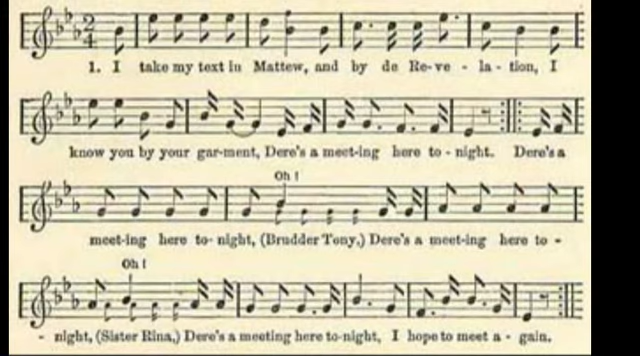 1. I take my text in Mattew, and by de Re-ve-la-tion, I
know you by your gar-ment, Dere's a meet-ing here to-night. Dere's a
Oh!
meet-ing here to-night, (Brudder Tony,) Dere's a meet-ing here to-
Oh!
-night, (Sister Rina,) Dere's a meeting here to-night, I hope to meet a-gain.